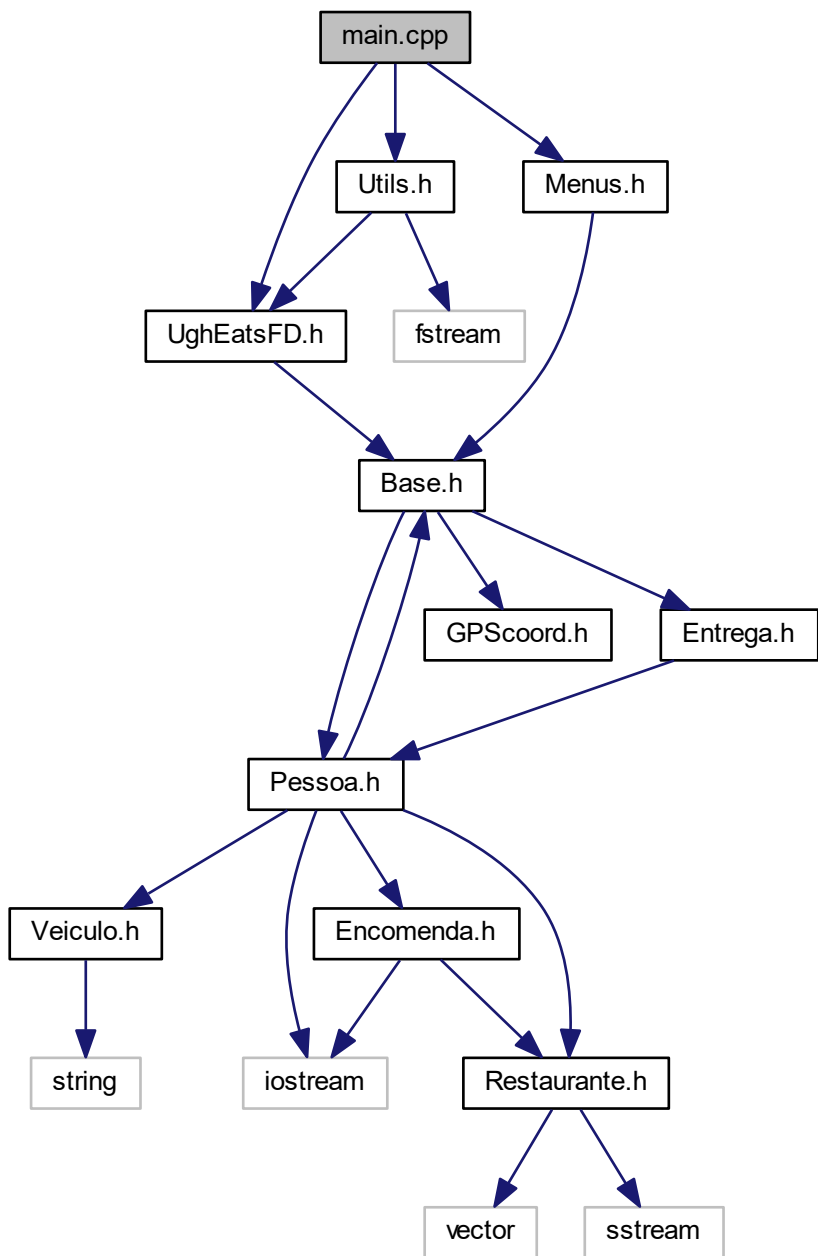 main.cpp
Utils.h
Menus.h
UghEatsFD.h
fstream
Base.h
GPScoord.h
Entrega.h
Pessoa.h
Veiculo.h
Encomenda.h
string
iostream
Restaurante.h
vector
sstream